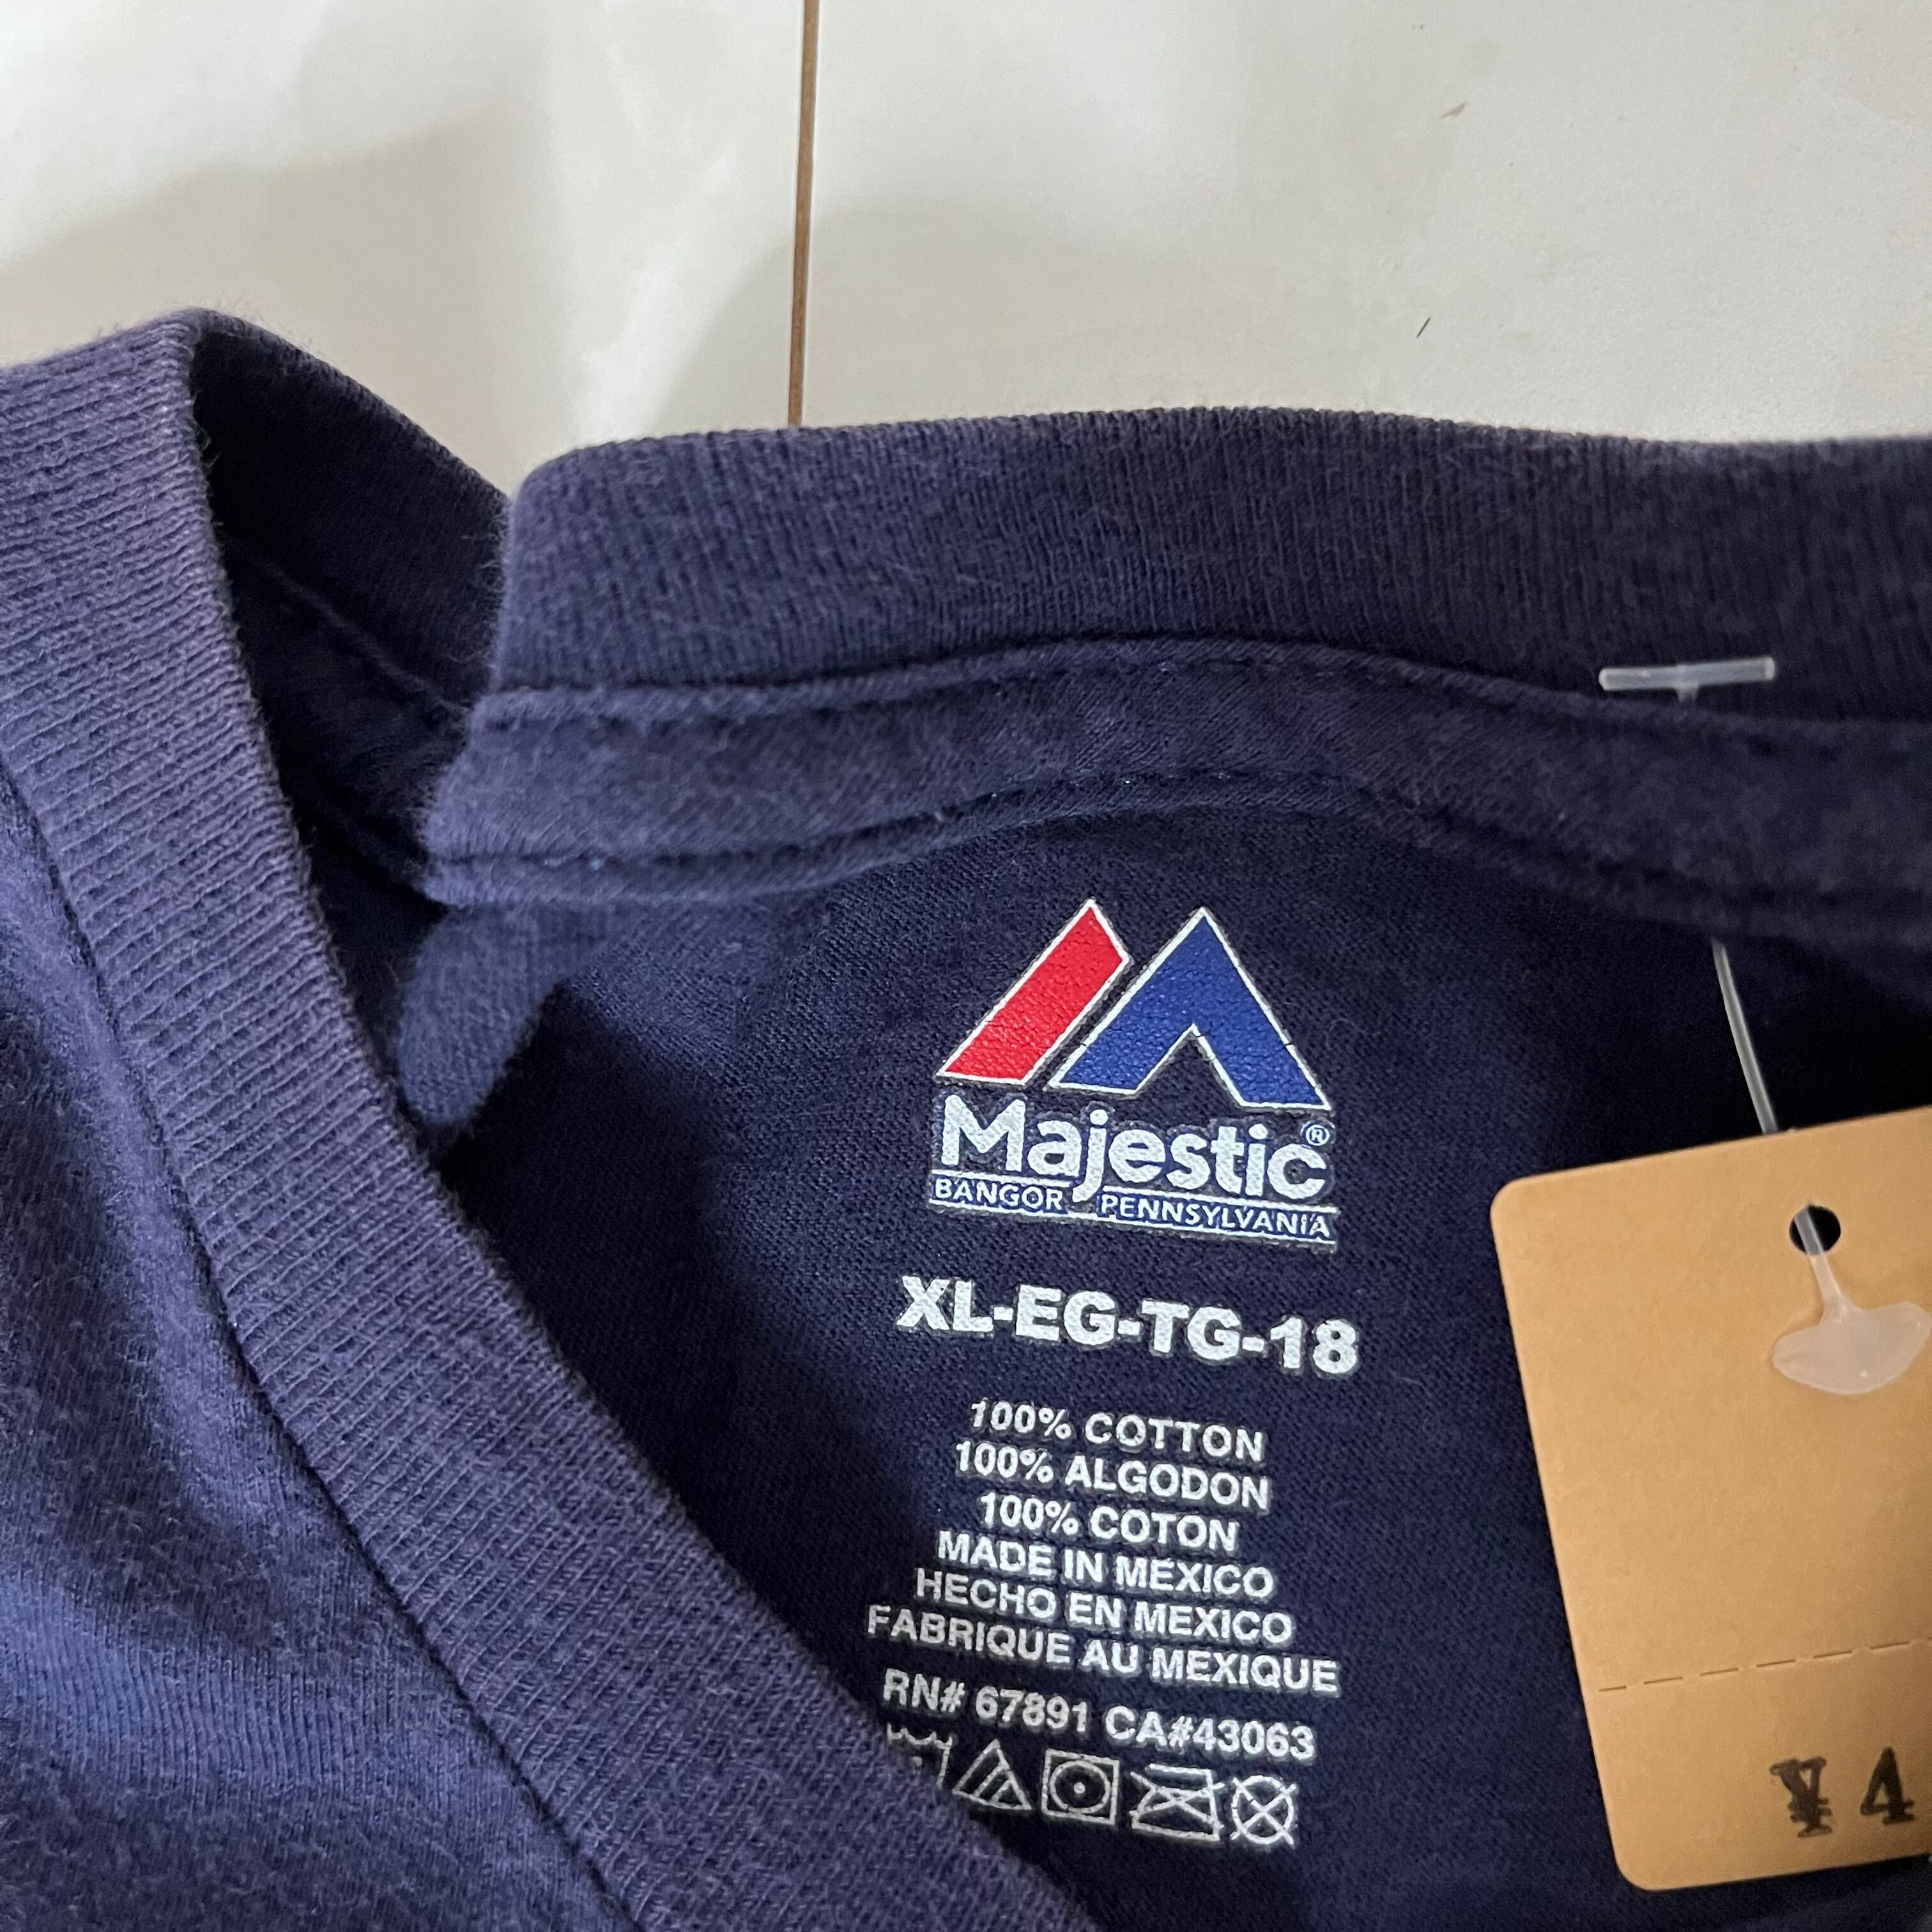 Majestic®
BANGOR PENNSYLVANIA
XL-EG-TG-18
100% COTTON
100% ALGODON
100% COTON
MADE IN MEXICO
HECHO EN MEXICO
FABRIQUE AU MEXIQUE
RN# 67891 CA#43063
¥4